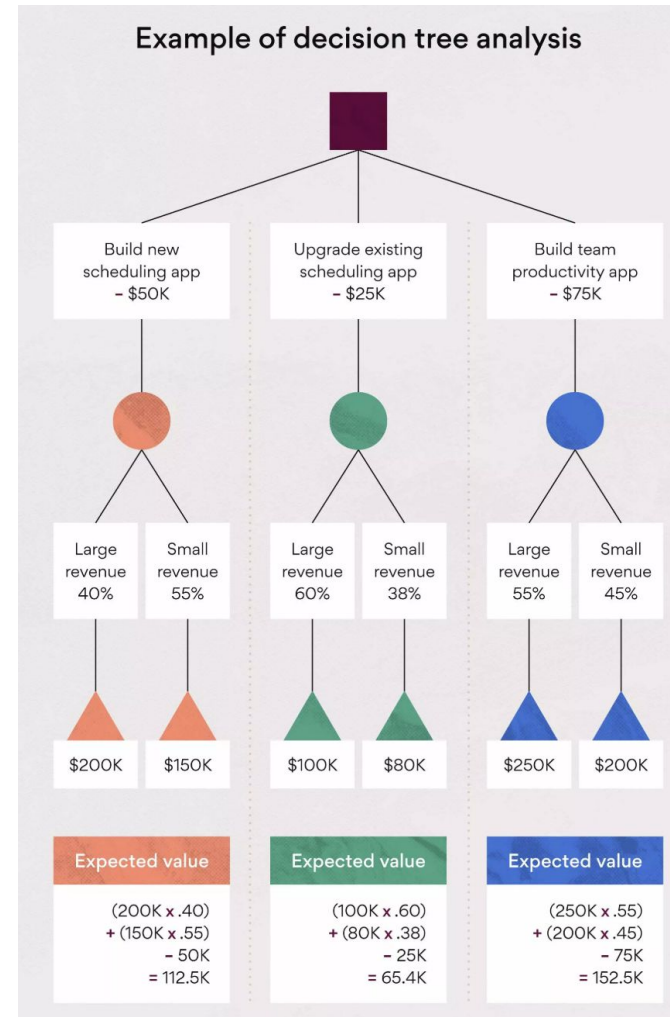 Example of decision tree analysis
Build new
scheduling app
– $50K
Upgrade existing
scheduling app
– $25K
Build team
productivity app
– $75K
Large
revenue
40%
Small
revenue
55%
Large
revenue
60%
Small
revenue
38%
Large
revenue
55%
Small
revenue
45%
$200K
$150K
$100K
$80K
$250K
$200K
Expected value
(200K x .40)
+ (150K x .55)
– 50K
= 112.5K
Expected value
(100K x .60)
+ (80K x .38)
– 25K
= 65.4K
Expected value
(250K x .55)
+ (200K x .45)
– 75K
= 152.5K